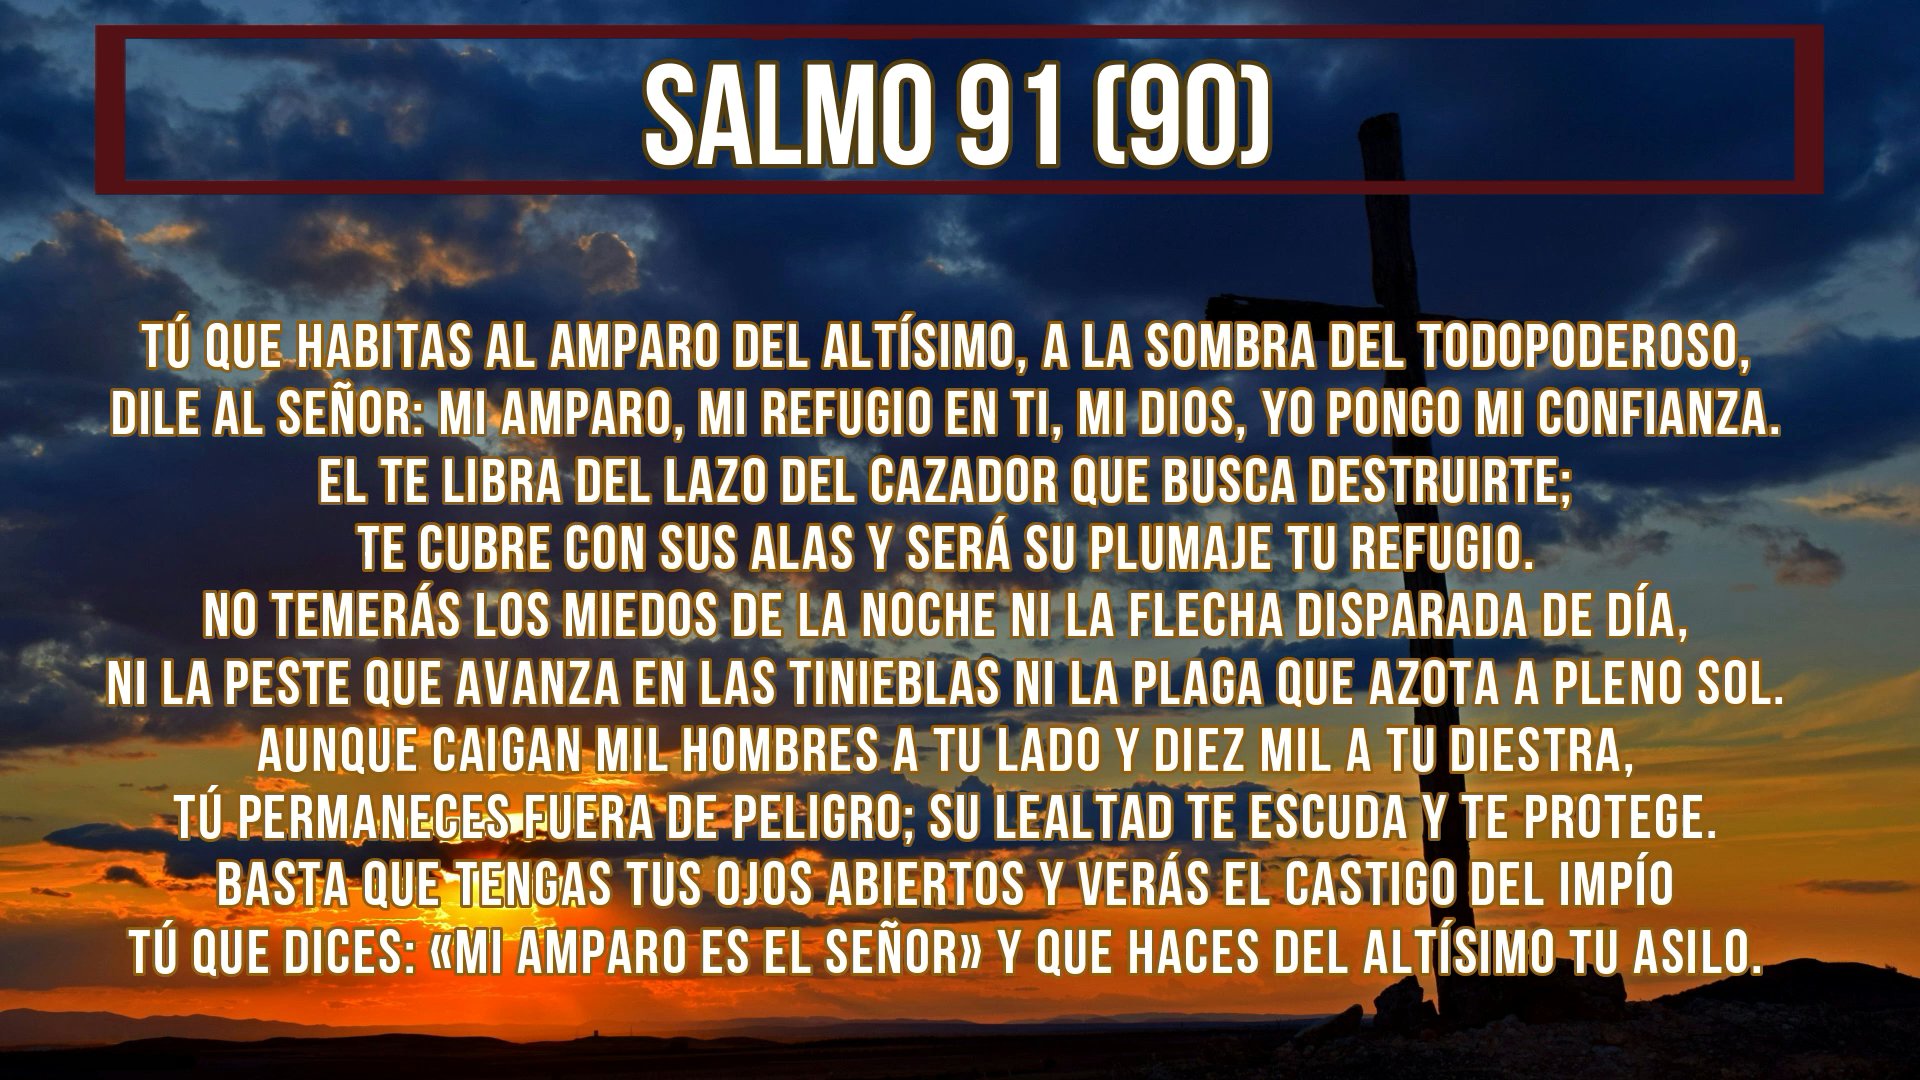 SALMO 91 (90)
TÚ QUE HABITAS AL AMPARO DEL ALTÍSIMO, A LA SOMBRA DEL TODOPODEROSO,
DILE AL SEÑOR: MI AMPARO, MI REFUGIO EN TI, MI DIOS, YO PONGO MI CONFIANZA.
EL TE LIBRA DEL LAZO DEL CAZADOR QUE BUSCA DESTRUIRTE;
TE CUBRE CON SUS ALAS Y SERÁ SU PLUMAJE TU REFUGIO.
NO TEMERÁS LOS MIEDOS DE LA NOCHE NI LA FLECHA DISPARADA DE DÍA,
NI LA PESTE QUE AVANZA EN LAS TINIEBLAS NI LA PLAGA QUE AZOTA A PLENO SOL.
AUNQUE CAIGAN MIL HOMBRES A TU LADO Y DIEZ MIL A TU DIESTRA,
TÚ PERMANECES FUERA DE PELIGRO; SU LEALTAD TE ESCUDA Y TE PROTEGE.
BASTA QUE TENGAS TUS OJOS ABIERTOS Y VERÁS EL CASTIGO DEL IMPÍO
TÚ QUE DICES: «MI AMPARO ES EL SEÑOR» Y QUE HACES DEL ALTÍSIMO TU ASILO.